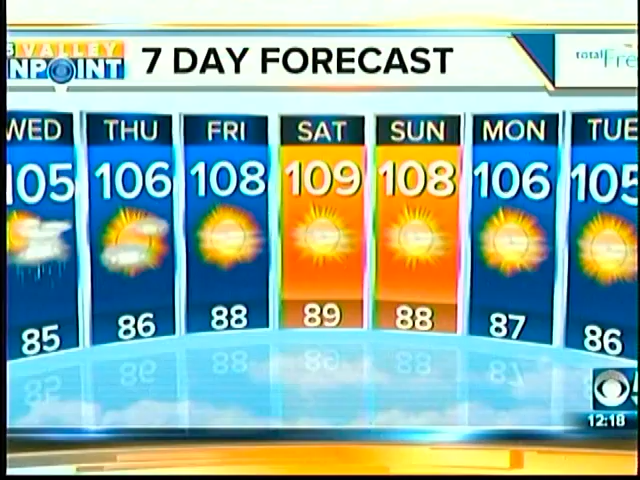 VALLEY
7 DAY FORECAST
total
WED THU FRI SAT SUN MON TUE
105 106 108 109 108 106 105
85 86 88 89 88 87 86
12:18